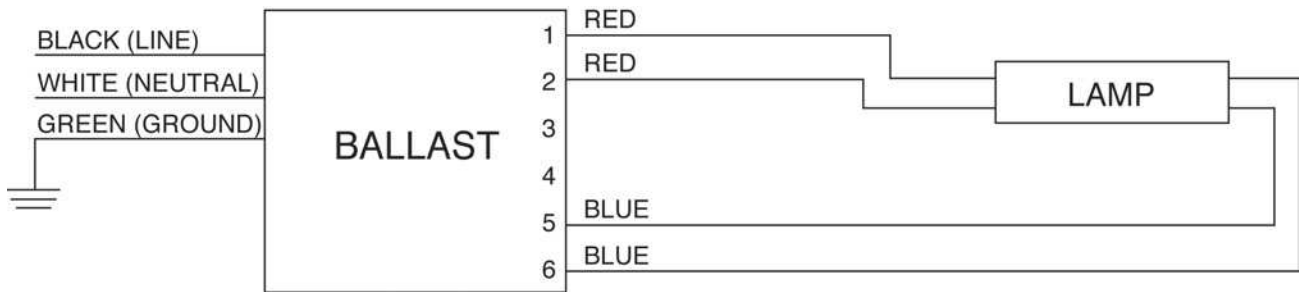 BLACK (LINE)
WHITE (NEUTRAL)
GREEN (GROUND)
BALLAST
1
2
3
4
5
6
RED
RED
BLUE
BLUE
LAMP